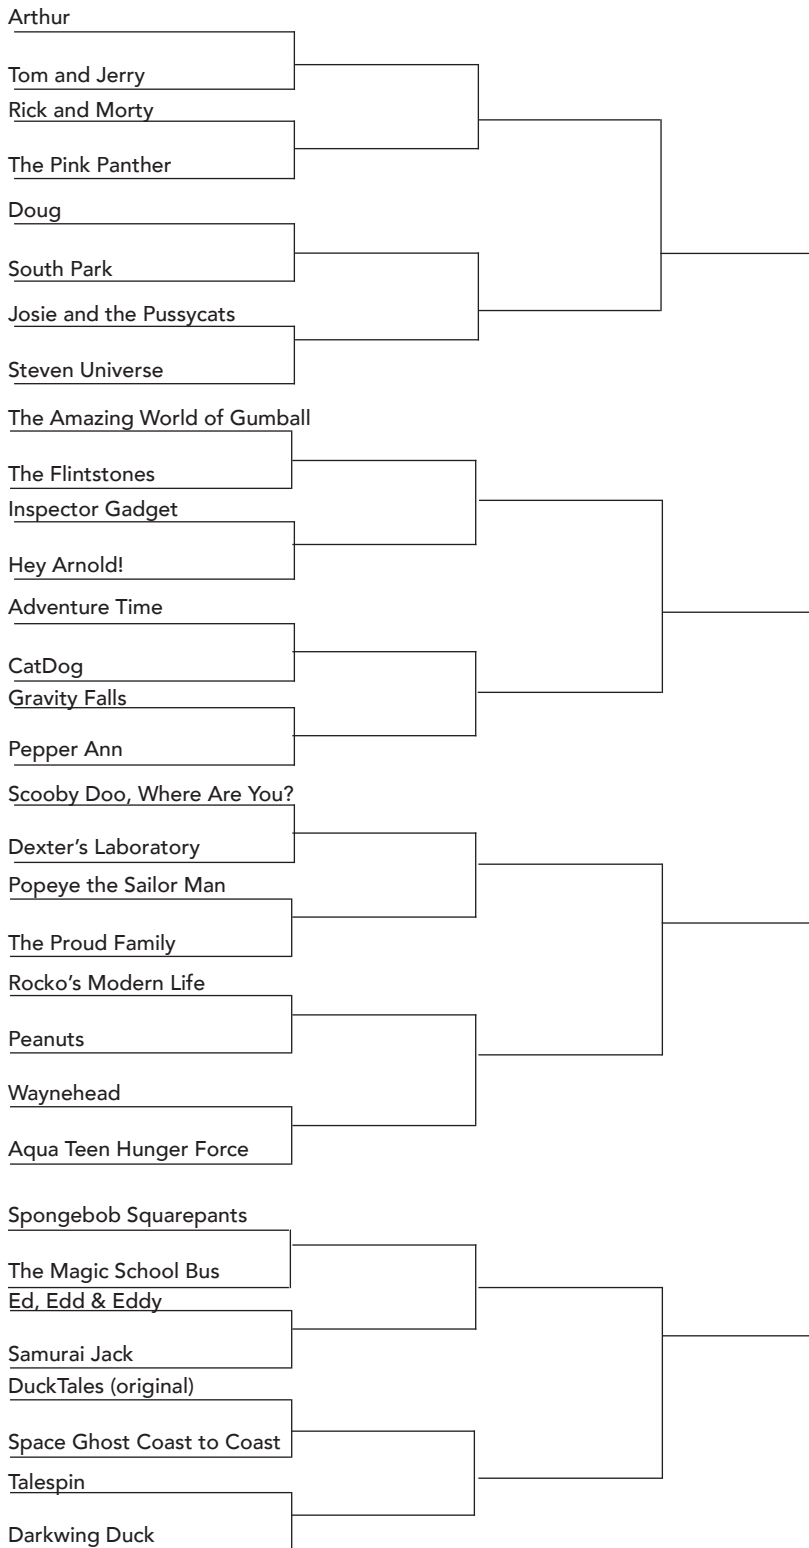 Arthur
Tom and Jerry
Rick and Morty
The Pink Panther
Doug
South Park
Josie and the Pussycats
Steven Universe
The Amazing World of Gumball
The Flintstones
Inspector Gadget
Hey Arnold!
Adventure Time
CatDog
Gravity Falls
Pepper Ann
Scooby Doo, Where Are You?
Dexter’s Laboratory
Popeye the Sailor Man
The Proud Family
Rocko’s Modern Life
Peanuts
Waynehead
Aqua Teen Hunger Force
Spongebob Squarepants
The Magic School Bus
Ed, Edd & Eddy
Samurai Jack
DuckTales (original)
Space Ghost Coast to Coast
Talespin
Darkwing Duck